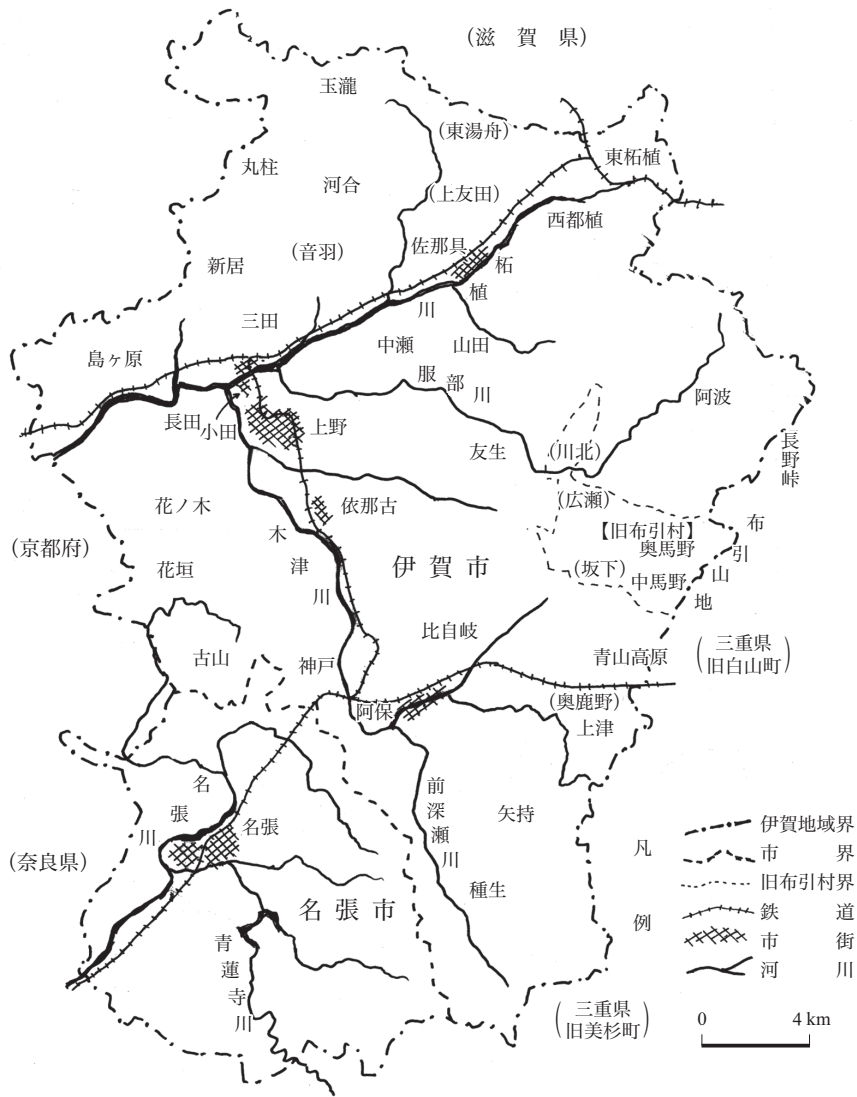 (滋賀県)
玉瀧
(東湯舟)
東柘植
丸柱
河合
(上友田)
西都植
佐那具
(音羽)
新居
柘植川
三田
中瀬
山田
島ヶ原
服部川
阿波
長田
小田
上野
友生
(川北)
長野峠
(広瀬)
花ノ木
依那古
【旧布引村】
奥馬野
布引山地
(京都府)
木津川
伊賀市
(坂下)
中馬野
花垣
比自岐
古山
神戸
青山高原
(三重県
旧白山町)
阿保
(奥鹿野)
上津
名張川
前深瀬川
矢持
名張
(奈良県)
種生
名張市
青蓮寺川
(三重県
旧美杉町)
凡例
伊賀地域界
市界
旧布引村界
鉄道
市街
河川
0 4 km